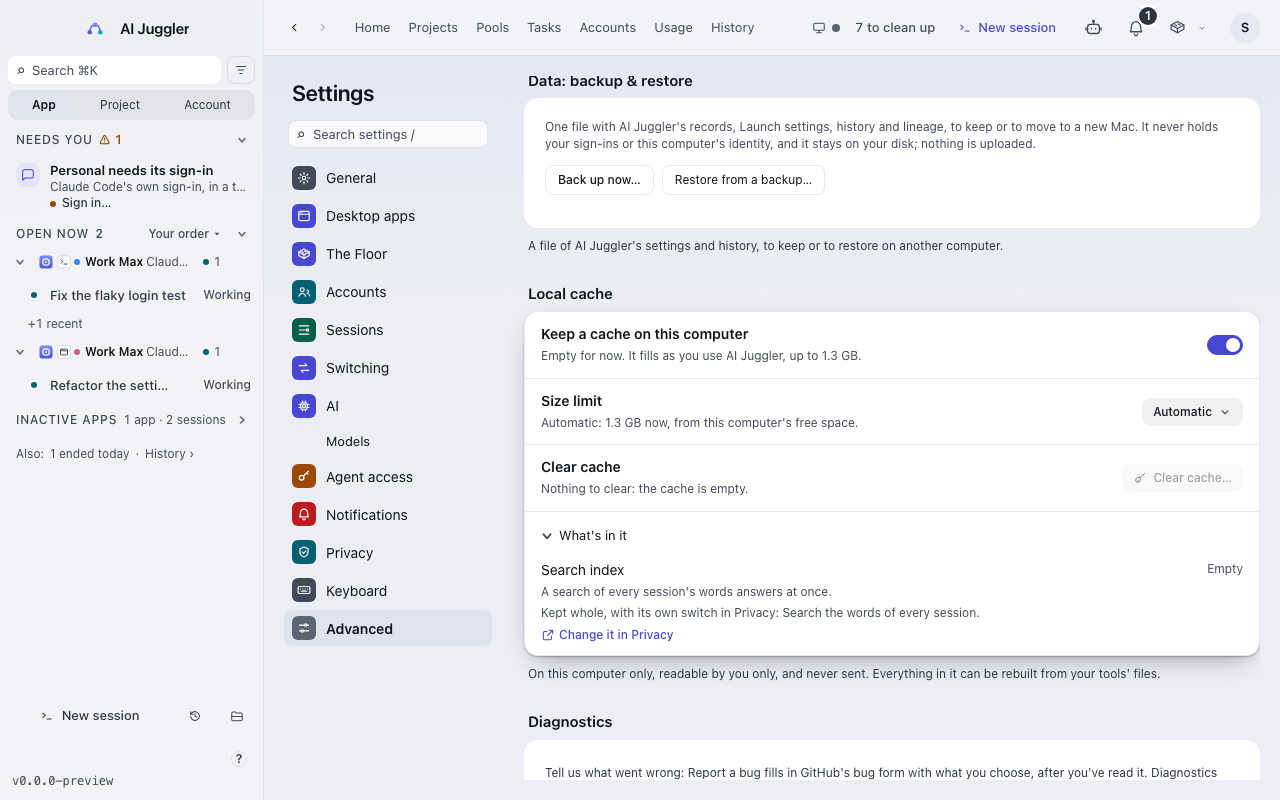 AI Juggler
Search ⌘K
App Project Account
NEEDS YOU 1
Personal needs its sign-in
Claude Code's own sign-in, in a t…
Sign in…
OPEN NOW 2 Your order
Work Max Claud… 1
Fix the flaky login test Working
+1 recent
Work Max Claud… 1
Refactor the setti… Working
INACTIVE APPS 1 app · 2 sessions
Also: 1 ended today · History ›
New session
?
v0.0.0-preview
Home Projects Pools Tasks Accounts Usage History
7 to clean up
New session
1
S
Settings
Search settings /
General
Desktop apps
The Floor
Accounts
Sessions
Switching
AI
Models
Agent access
Notifications
Privacy
Keyboard
Advanced
Data: backup & restore
One file with AI Juggler's records, Launch settings, history and lineage, to keep or to move to a new Mac. It never holds
your sign-ins or this computer's identity, and it stays on your disk; nothing is uploaded.
Back up now… Restore from a backup…
A file of AI Juggler's settings and history, to keep or to restore on another computer.
Local cache
Keep a cache on this computer
Empty for now. It fills as you use AI Juggler, up to 1.3 GB.
Size limit
Automatic: 1.3 GB now, from this computer's free space.
Automatic
Clear cache
Nothing to clear: the cache is empty.
Clear cache…
What's in it
Search index Empty
A search of every session's words answers at once.
Kept whole, with its own switch in Privacy: Search the words of every session.
Change it in Privacy
On this computer only, readable by you only, and never sent. Everything in it can be rebuilt from your tools' files.
Diagnostics
Tell us what went wrong: Report a bug fills in GitHub's bug form with what you choose, after you've read it. Diagnostics